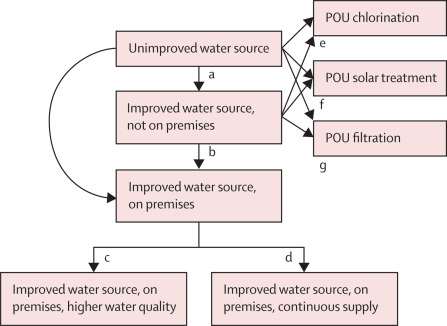 POU chlorination
Unimproved water source
e
a
POU solar treatment
Improved water source,
not on premises
f
POU filtration
b
g
Improved water source,
on premises
c
d
Improved water source, on
premises, higher water quality
Improved water source, on
premises, continuous supply